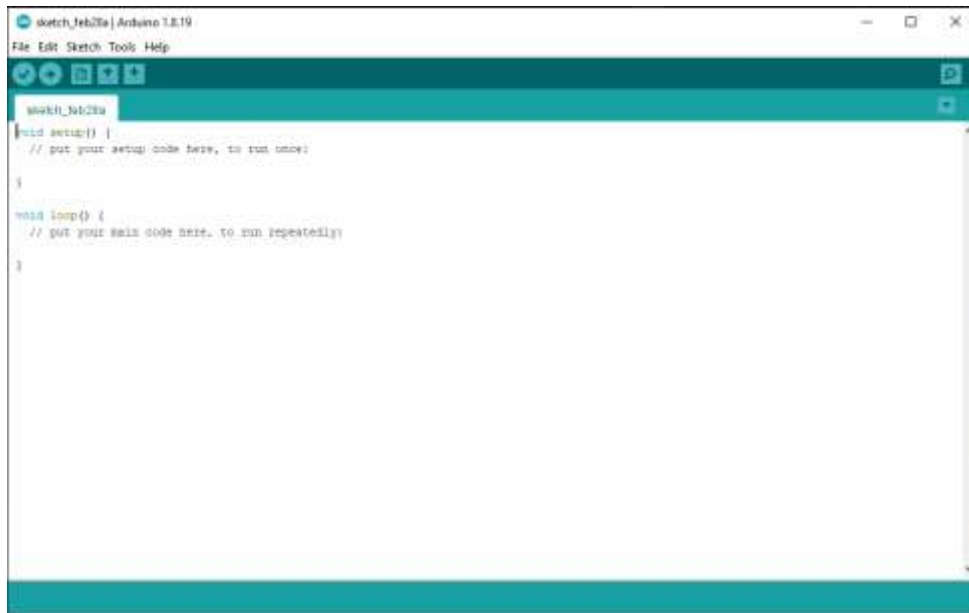 sketch_feb28a | Arduino 1.8.19
File Edit Sketch Tools Help
sketch_feb28a
void setup() {
// put your setup code here, to run once:
}
void loop() {
// put your main code here, to run repeatedly:
}